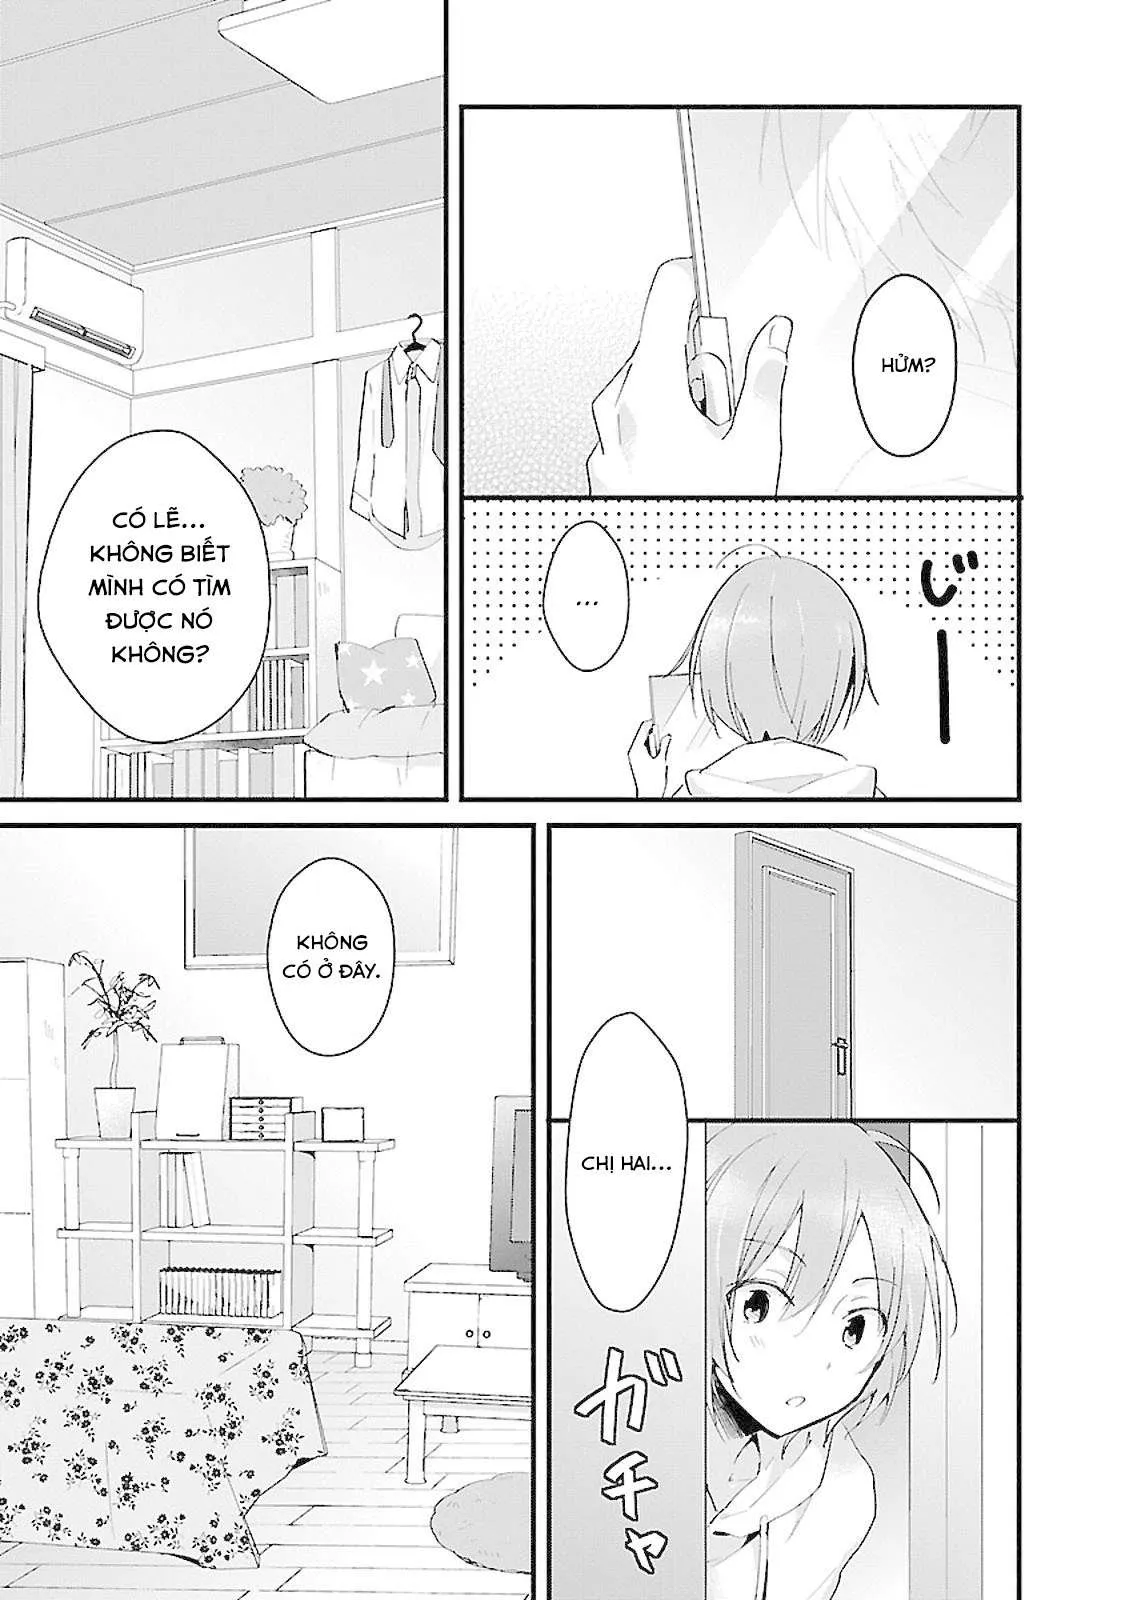 HỬM?
...
じー
CÓ LẼ...
KHÔNG BIẾT
MÌNH CÓ TÌM
ĐƯỢC NÓ
KHÔNG?
CHỊ HAI...
ガチャ
KHÔNG
CÓ Ở ĐÂY.